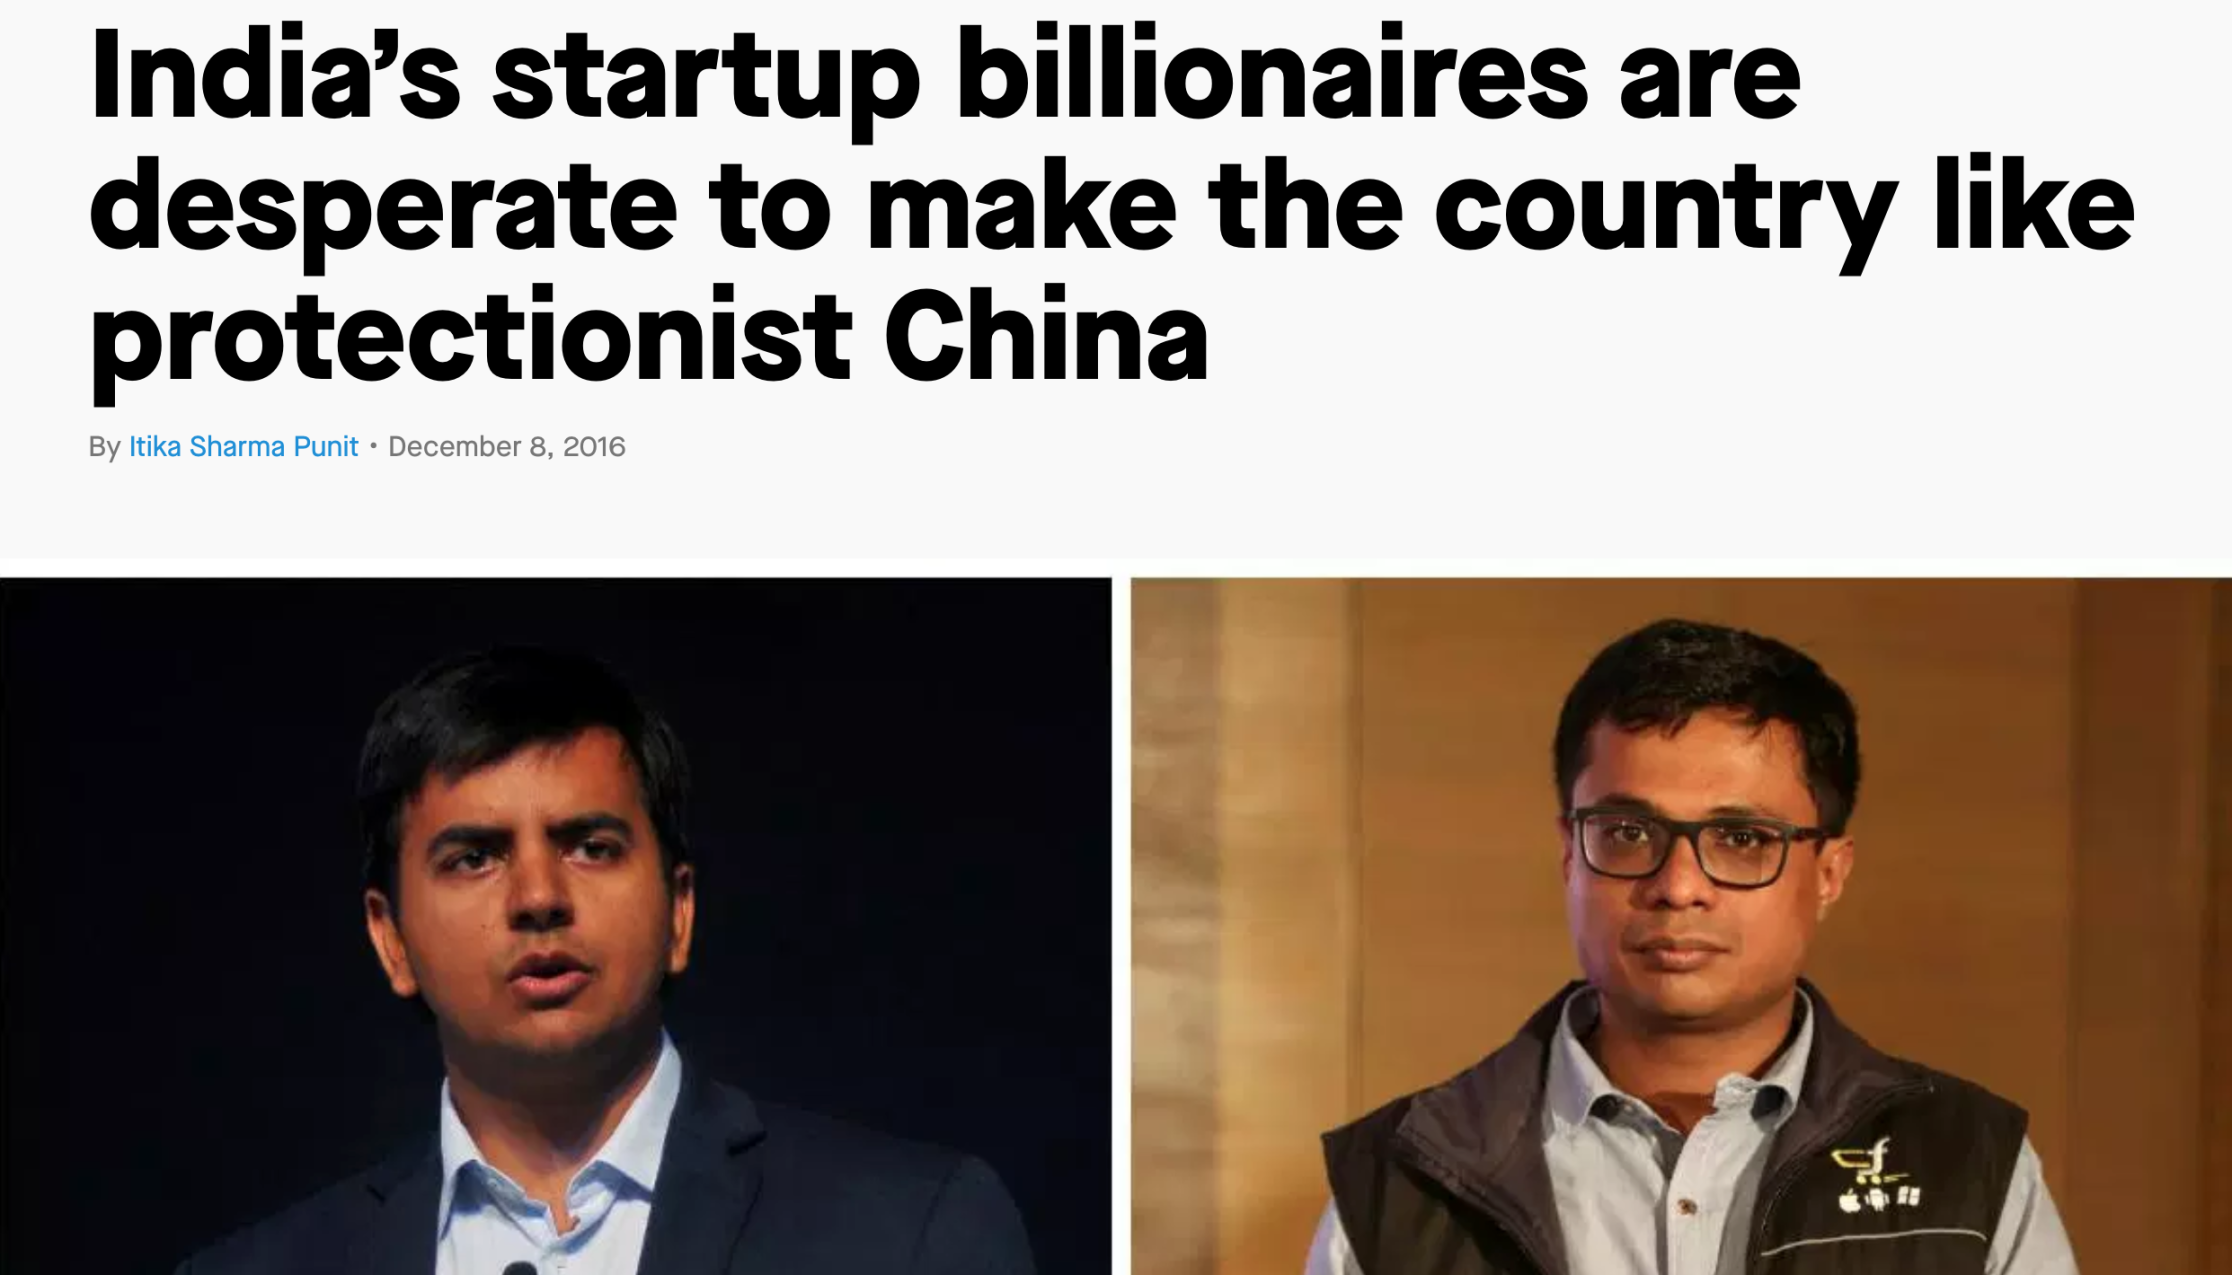 India’s startup billionaires are
desperate to make the country like
protectionist China
By Itika Sharma Punit • December 8, 2016
f